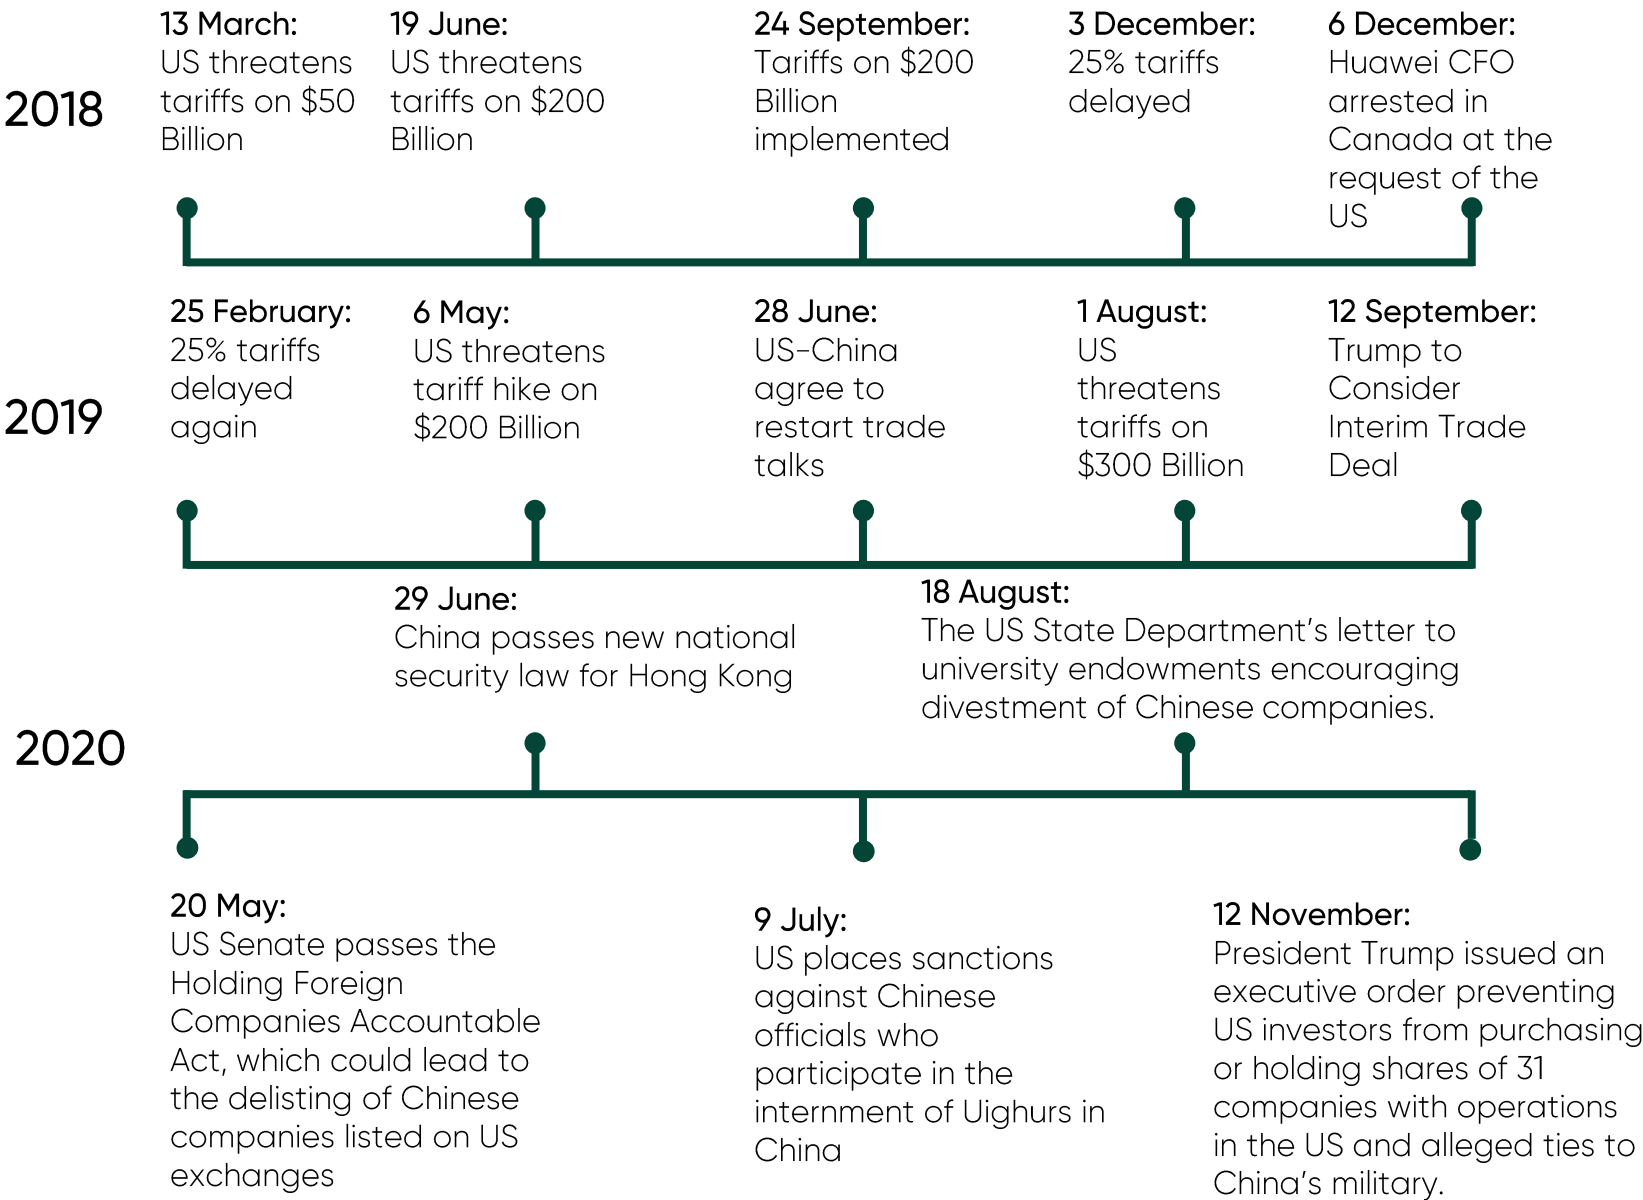 2018
13 March:
US threatens
tariffs on $50
Billion
19 June:
US threatens
tariffs on $200
Billion
24 September:
Tariffs on $200
Billion
implemented
3 December:
25% tariffs
delayed
6 December:
Huawei CFO
arrested in
Canada at the
request of the
US
2019
25 February:
25% tariffs
delayed
again
6 May:
US threatens
tariff hike on
$200 Billion
28 June:
US-China
agree to
restart trade
talks
1 August:
US
threatens
tariffs on
$300 Billion
12 September:
Trump to
Consider
Interim Trade
Deal
2020
20 May:
US Senate passes the
Holding Foreign
Companies Accountable
Act, which could lead to
the delisting of Chinese
companies listed on US
exchanges
29 June:
China passes new national
security law for Hong Kong
9 July:
US places sanctions
against Chinese
officials who
participate in the
internment of Uighurs in
China
18 August:
The US State Department's letter to
university endowments encouraging
divestment of Chinese companies.
12 November:
President Trump issued an
executive order preventing
US investors from purchasing
or holding shares of 31
companies with operations
in the US and alleged ties to
China's military.